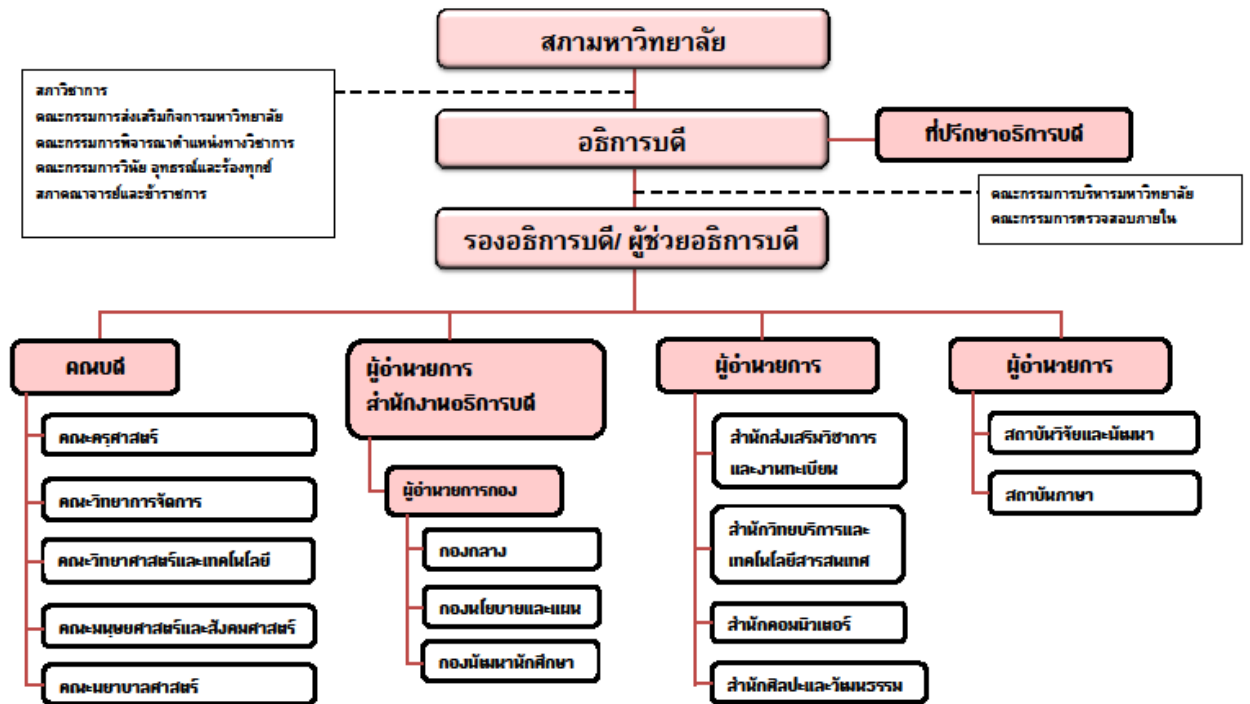 สภามหาวิทยาลัย
สภาวิชาการ
คณะกรรมการส่งเสริมกิจการมหาวิทยาลัย
คณะกรรมการพิจารณาตำแหน่งทางวิชาการ
คณะกรรมการวินัย อุทธรณ์และร้องทุกข์
สภาคณาจารย์และข้าราชการ
อธิการบดี
ที่ปรึกษาอธิการบดี
คณะกรรมการบริหารมหาวิทยาลัย
คณะกรรมการตรวจสอบภายใน
รองอธิการบดี/ ผู้ช่วยอธิการบดี
คณบดี
คณะครุศาสตร์
คณะวิทยาการจัดการ
คณะวิทยาศาสตร์และเทคโนโลยี
คณะมนุษยศาสตร์และสังคมศาสตร์
คณะพยาบาลศาสตร์
ผู้อำนวยการ
สำนักงานอธิการบดี
ผู้อำนวยการกอง
กองกลาง
กองนโยบายและแผน
กองพัฒนานักศึกษา
ผู้อำนวยการ
สำนักส่งเสริมวิชาการ
และงานทะเบียน
สำนักวิทยบริการและ
เทคโนโลยีสารสนเทศ
สำนักคอมพิวเตอร์
สำนักศิลปะและวัฒนธรรม
ผู้อำนวยการ
สถาบันวิจัยและพัฒนา
สถาบันภาษา